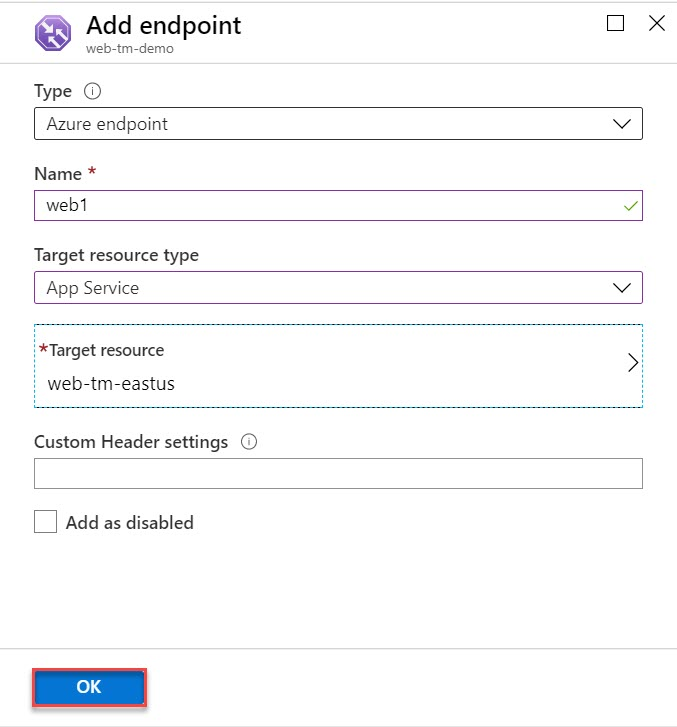 Add endpoint
web-tm-demo
Type
Azure endpoint
Name *
web1
Target resource type
App Service
*Target resource
web-tm-eastus
Custom Header settings
Add as disabled
OK